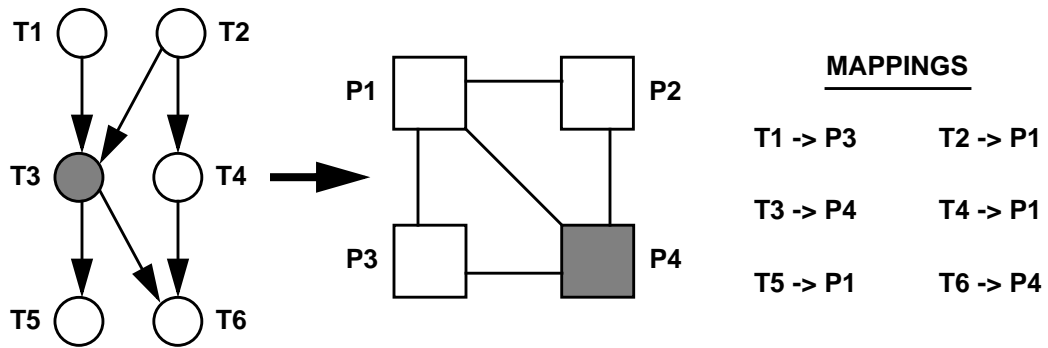 T1 T2
P1 P2
MAPPINGS
T1 -> P3 T2 -> P1
T3 T4
T3 -> P4 T4 -> P1
P3 P4
T5 -> P1 T6 -> P4
T5 T6